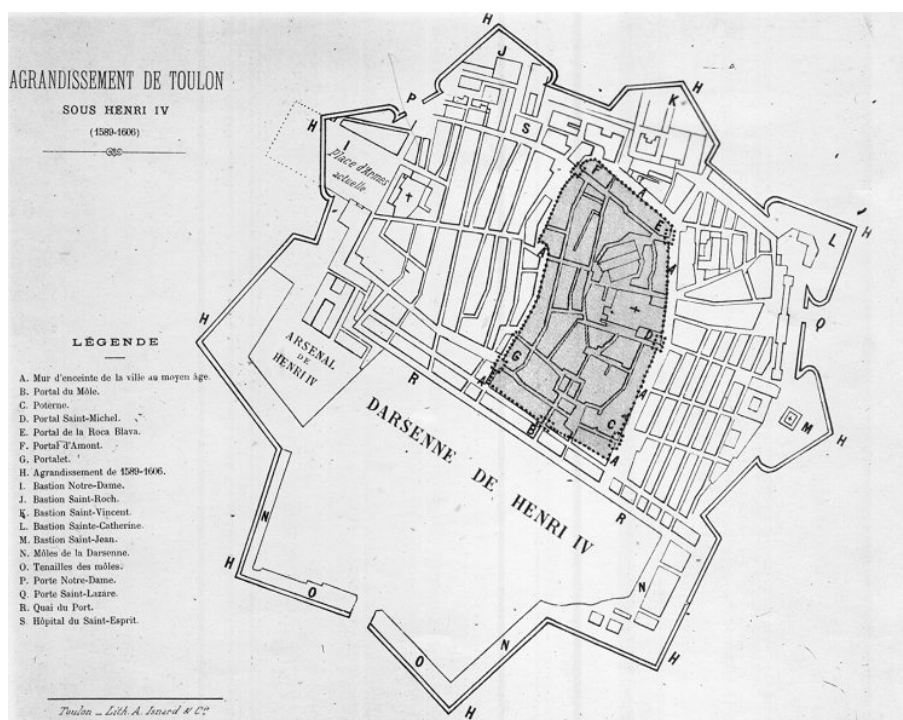 AGRANDISSEMENT DE TOULON
SOUS HENRI IV
(1589-1606)
LÉGENDE
A. Mur d'enceinte de la ville au moyen âge.
B. Portal du Môle.
C. Poterne.
D. Portal Saint-Michel.
E. Portal de la Roca Blava.
F. Portal d'Amont.
G. Portalet.
H. Agrandissement de 1589-1606.
I. Bastion Notre-Dame.
J. Bastion Saint-Roch.
K. Bastion Saint-Vincent.
L. Bastion Sainte-Catherine.
M. Bastion Saint-Jean.
N. Môles de la Darsenne.
O. Tenailles des môles.
P. Porte Notre-Dame.
Q. Porte Saint-Lazare.
R. Quai du Port.
S. Hôpital du Saint-Esprit.
Toulon _ Lith. A. Isnard & Cie.
H
J
P
H
K
H
S
I
Place d'Armes
actuelle
F
A
E
L
H
A
A
H
ARSENAL
DE
HENRI IV
D
Q
G
R
A
A
M
H
C
A
B
A
DARSENNE DE HENRI IV
R
N
N
H
O
N
O
H
H